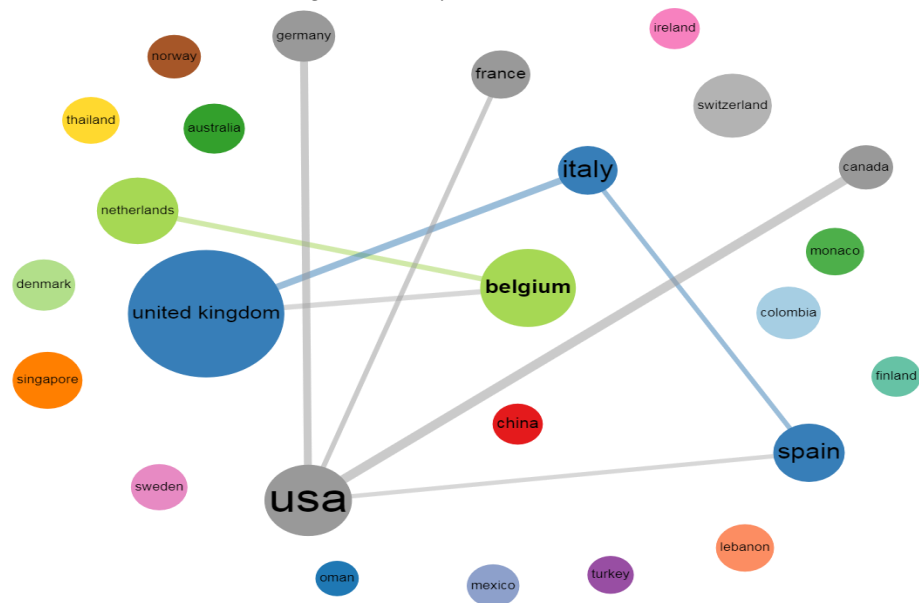 germany
ireland
norway
france
switzerland
thailand
australia
italy
canada
netherlands
monaco
denmark
belgium
united kingdom
colombia
singapore
finland
china
spain
sweden
usa
lebanon
oman
mexico
turkey